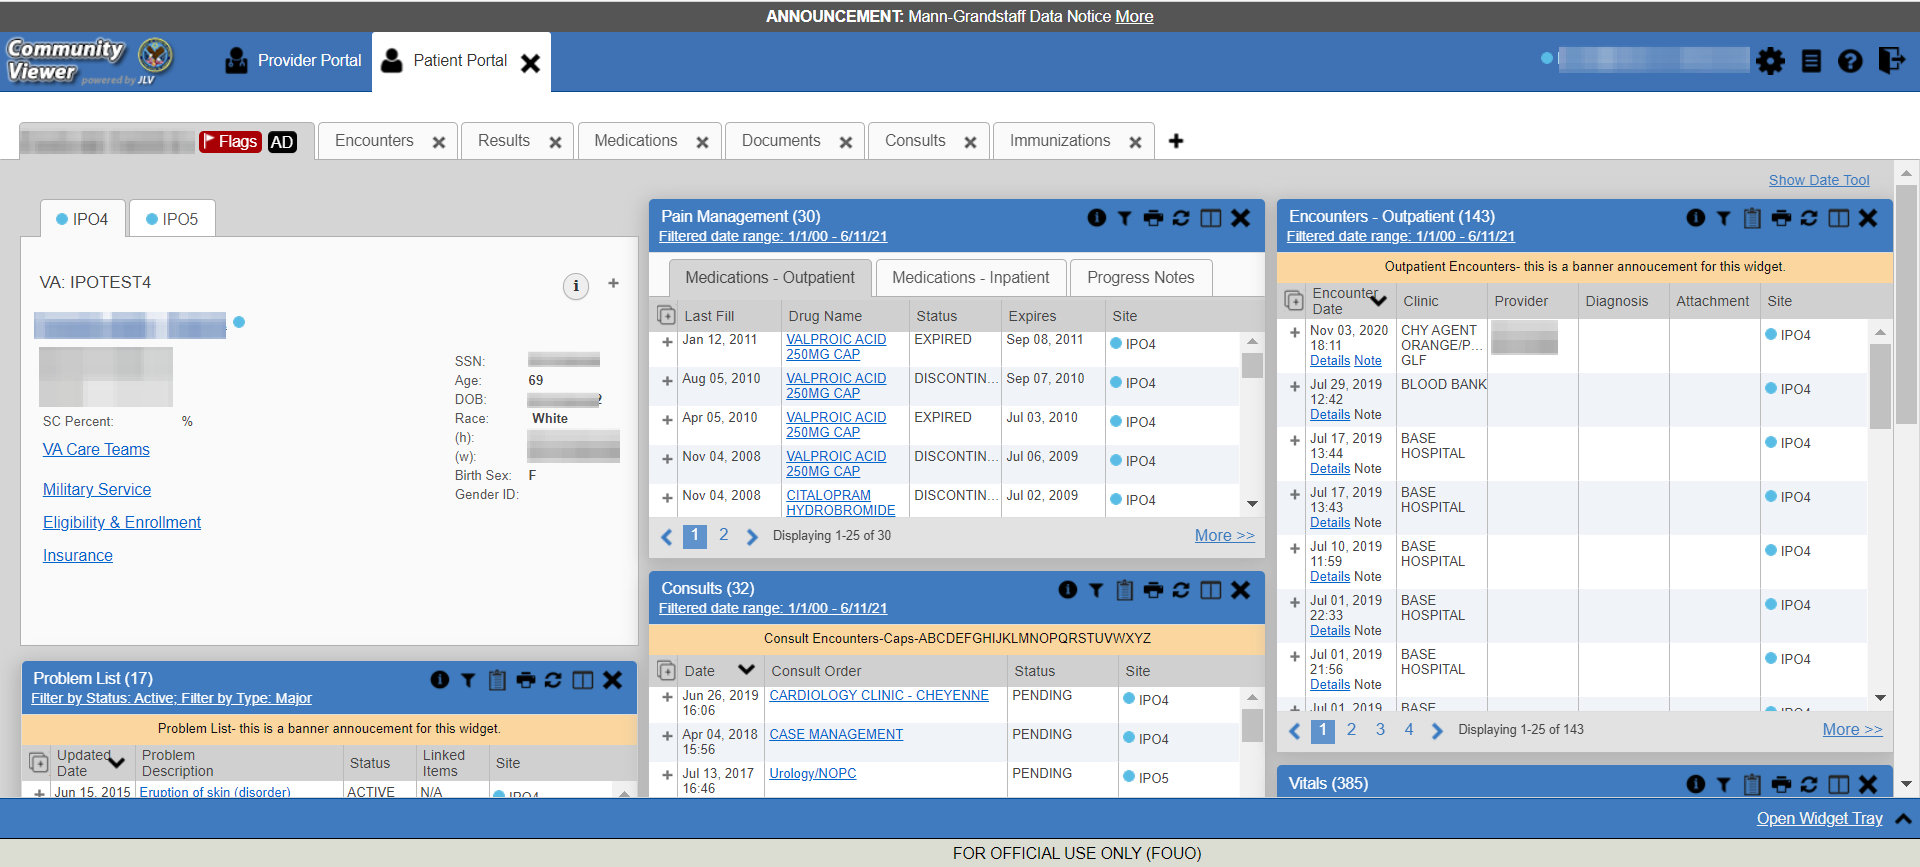 ANNOUNCEMENT: Mann-Grandstaff Data Notice More
Community
Viewer
powered by JLV
Provider Portal
Patient Portal
Flags AD
Encounters
Results
Medications
Documents
Consults
Immunizations
Show Date Tool
IPO4
IPO5
VA: IPOTEST4
SC Percent: %
VA Care Teams
Military Service
Eligibility & Enrollment
Insurance
SSN:
Age: 69
DOB:
Race: White
(h):
(w):
Birth Sex: F
Gender ID:
Problem List (17)
Filter by Status: Active; Filter by Type: Major
Problem List- this is a banner annoucement for this widget.
Updated Date Problem Description Status Linked Items Site
Jun 15, 2015 Eruption of skin (disorder) ACTIVE N/A IPO4
Pain Management (30)
Filtered date range: 1/1/00 - 6/11/21
Medications - Outpatient
Medications - Inpatient
Progress Notes
Last Fill Drug Name Status Expires Site
Jan 12, 2011 VALPROIC ACID 250MG CAP EXPIRED Sep 08, 2011 IPO4
Aug 05, 2010 VALPROIC ACID 250MG CAP DISCONTIN... Sep 07, 2010 IPO4
Apr 05, 2010 VALPROIC ACID 250MG CAP EXPIRED Jul 03, 2010 IPO4
Nov 04, 2008 VALPROIC ACID 250MG CAP DISCONTIN... Jul 06, 2009 IPO4
Nov 04, 2008 CITALOPRAM HYDROBROMIDE DISCONTIN... Jul 02, 2009 IPO4
1 2 Displaying 1-25 of 30 More >>
Consults (32)
Filtered date range: 1/1/00 - 6/11/21
Consult Encounters-Caps-ABCDEFGHIJKLMNOPQRSTUVWXYZ
Date Consult Order Status Site
Jun 26, 2019 16:06 CARDIOLOGY CLINIC - CHEYENNE PENDING IPO4
Apr 04, 2018 15:56 CASE MANAGEMENT PENDING IPO4
Jul 13, 2017 16:46 Urology/NOPC PENDING IPO5
Encounters - Outpatient (143)
Filtered date range: 1/1/00 - 6/11/21
Outpatient Encounters- this is a banner annoucement for this widget.
Encounter Date Clinic Provider Diagnosis Attachment Site
Nov 03, 2020 18:11 Details Note CHY AGENT ORANGE/P... GLF IPO4
Jul 29, 2019 12:42 Details Note BLOOD BANK IPO4
Jul 17, 2019 13:44 Details Note BASE HOSPITAL IPO4
Jul 17, 2019 13:43 Details Note BASE HOSPITAL IPO4
Jul 10, 2019 11:59 Details Note BASE HOSPITAL IPO4
Jul 01, 2019 22:33 Details Note BASE HOSPITAL IPO4
Jul 01, 2019 21:56 Details Note BASE HOSPITAL IPO4
Jul 01, 2019 BASE IPO4
1 2 3 4 Displaying 1-25 of 143 More >>
Vitals (385)
Open Widget Tray
FOR OFFICIAL USE ONLY (FOUO)